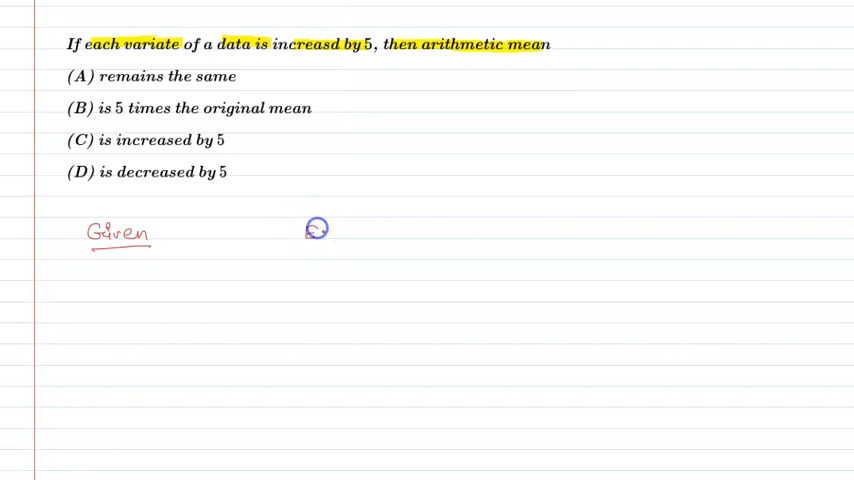 If each variate of a data is increasd by 5, then arithmetic mean
(A) remains the same
(B) is 5 times the original mean
(C) is increased by 5
(D) is decreased by 5
Given